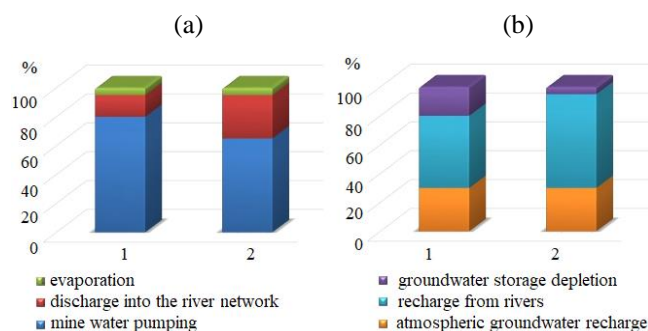 (a)
%
100
80
60
40
20
0
1 2
evaporation
discharge into the river network
mine water pumping
(b)
%
100
80
60
40
20
0
1 2
groundwater storage depletion
recharge from rivers
atmospheric groundwater recharge